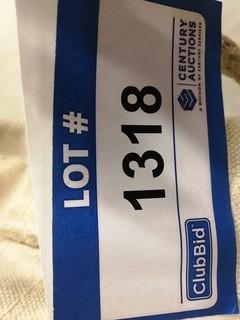 LOT #
1318
CENTURY
AUCTIONS
A DIVISION OF CENTURY SERVICES
ClubBid